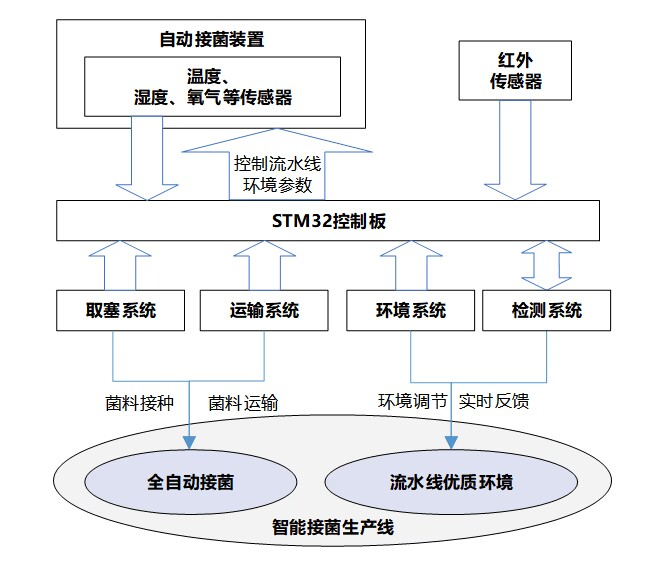 自动接菌装置
温度、
湿度、氧气等传感器
红外
传感器
控制流水线
环境参数
STM32控制板
取塞系统
运输系统
环境系统
检测系统
菌料接种
菌料运输
环境调节
实时反馈
全自动接菌
流水线优质环境
智能接菌生产线